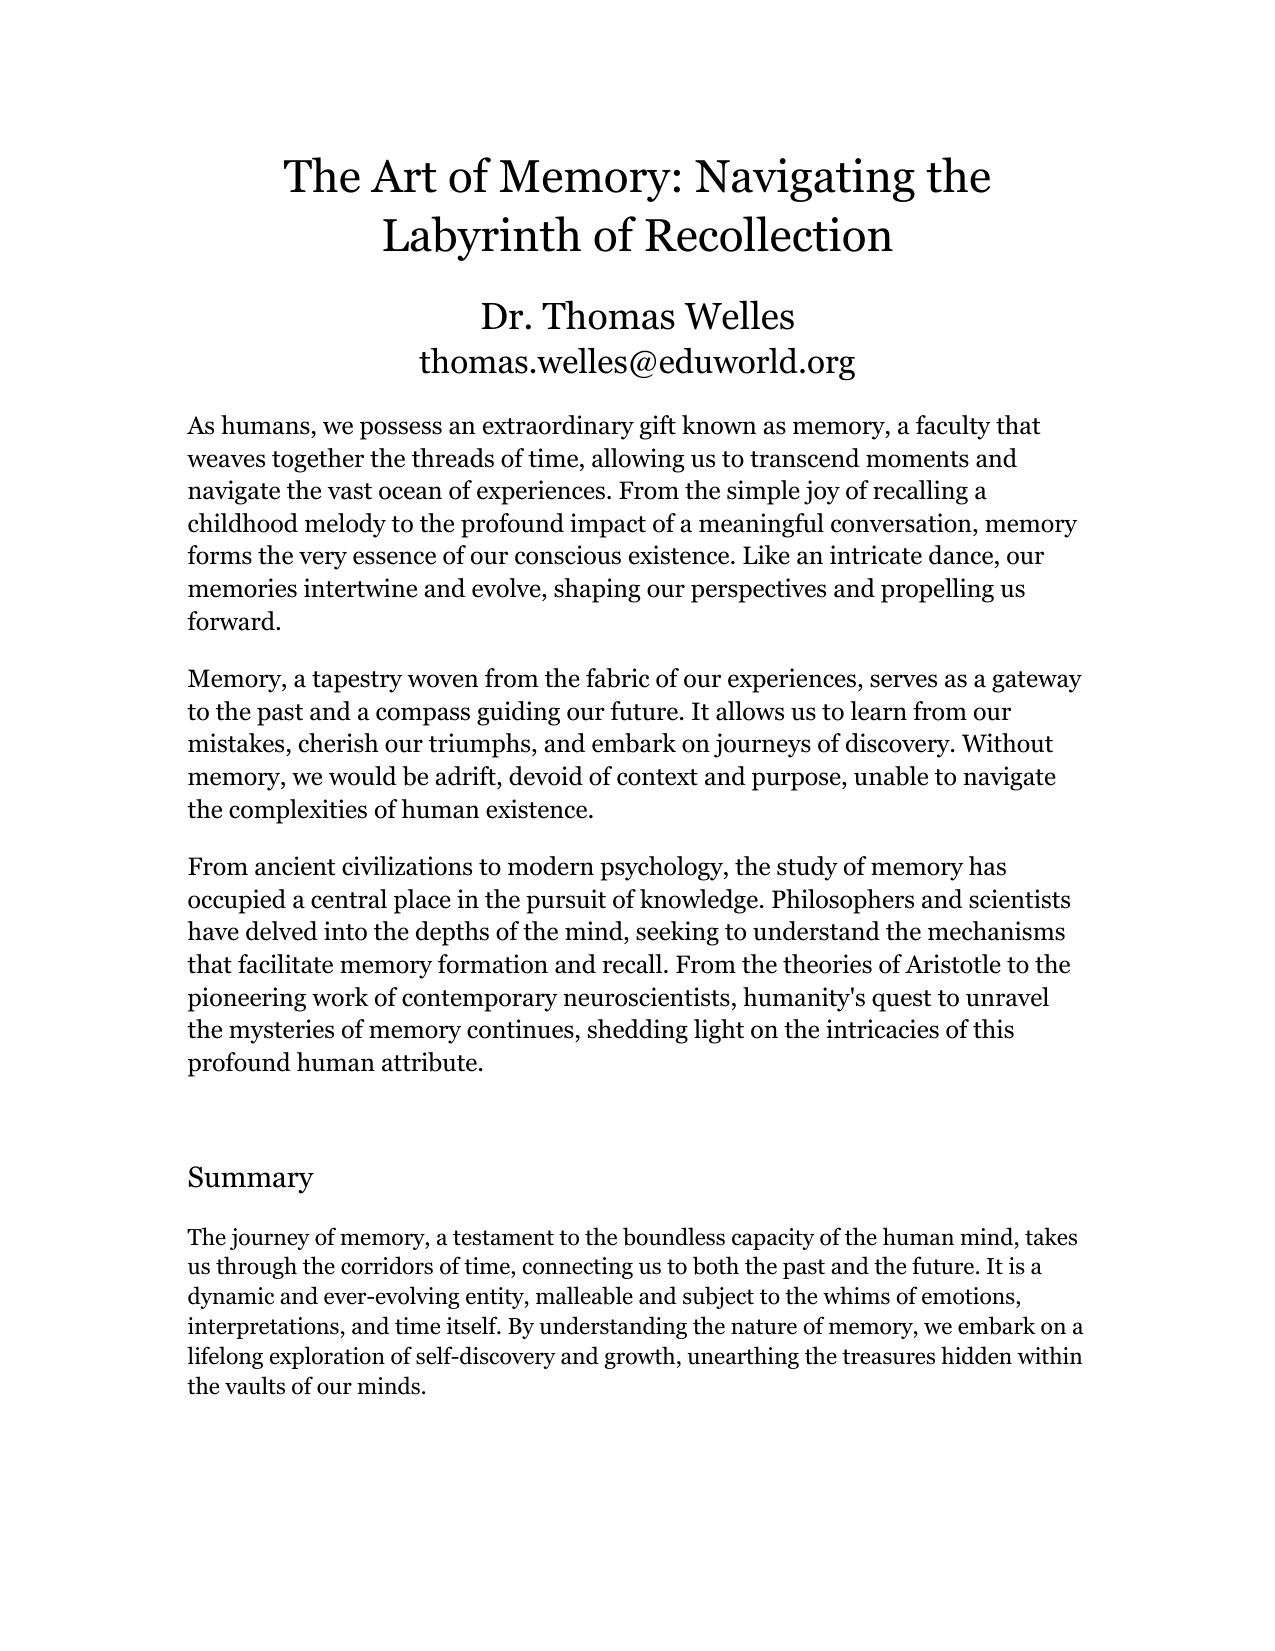 The Art of Memory: Navigating the
Labyrinth of Recollection
Dr. Thomas Welles
thomas.welles@eduworld.org
As humans, we possess an extraordinary gift known as memory, a faculty that
weaves together the threads of time, allowing us to transcend moments and
navigate the vast ocean of experiences. From the simple joy of recalling a
childhood melody to the profound impact of a meaningful conversation, memory
forms the very essence of our conscious existence. Like an intricate dance, our
memories intertwine and evolve, shaping our perspectives and propelling us
forward.
Memory, a tapestry woven from the fabric of our experiences, serves as a gateway
to the past and a compass guiding our future. It allows us to learn from our
mistakes, cherish our triumphs, and embark on journeys of discovery. Without
memory, we would be adrift, devoid of context and purpose, unable to navigate
the complexities of human existence.
From ancient civilizations to modern psychology, the study of memory has
occupied a central place in the pursuit of knowledge. Philosophers and scientists
have delved into the depths of the mind, seeking to understand the mechanisms
that facilitate memory formation and recall. From the theories of Aristotle to the
pioneering work of contemporary neuroscientists, humanity's quest to unravel
the mysteries of memory continues, shedding light on the intricacies of this
profound human attribute.
Summary
The journey of memory, a testament to the boundless capacity of the human mind, takes
us through the corridors of time, connecting us to both the past and the future. It is a
dynamic and ever-evolving entity, malleable and subject to the whims of emotions,
interpretations, and time itself. By understanding the nature of memory, we embark on a
lifelong exploration of self-discovery and growth, unearthing the treasures hidden within
the vaults of our minds.